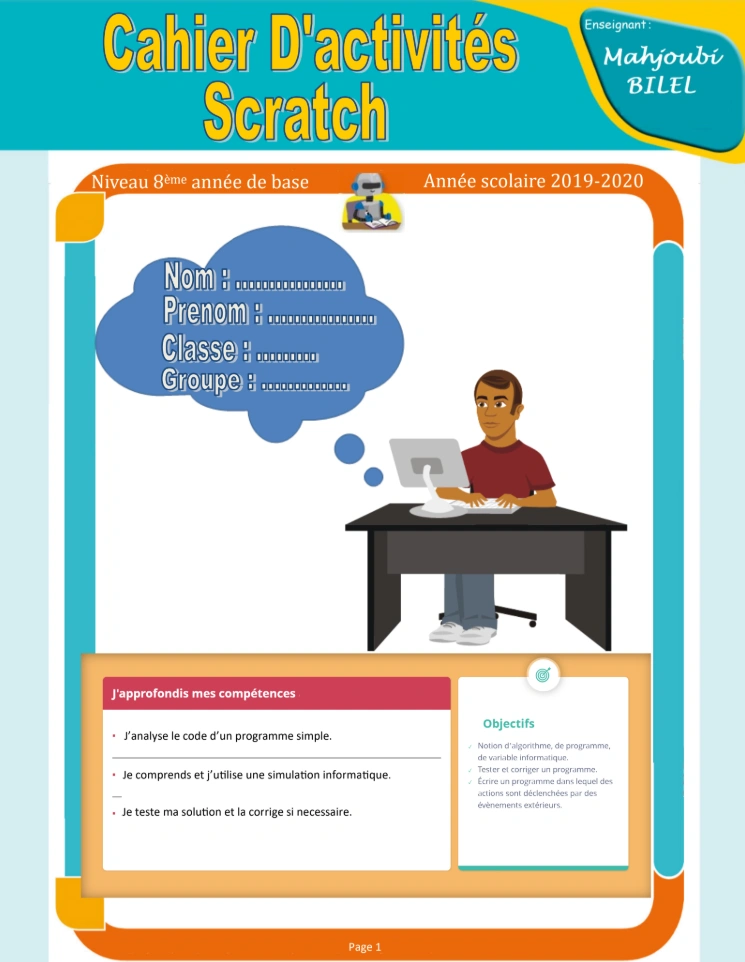 Cahier D'activités
Scratch
Enseignant :
Mahjoubi
BILEL
Niveau 8ème année de base
Année scolaire 2019-2020
Nom : ................
Prenom : ................
Classe : .........
Groupe : .............
J'approfondis mes compétences
• J'analyse le code d'un programme simple.
• Je comprends et j'utilise une simulation informatique.
• Je teste ma solution et la corrige si necessaire.
Objectifs
✓ Notion d'algorithme, de programme,
de variable informatique.
✓ Tester et corriger un programme.
✓ Écrire un programme dans lequel des
actions sont déclenchées par des
évènements extérieurs.
Page 1